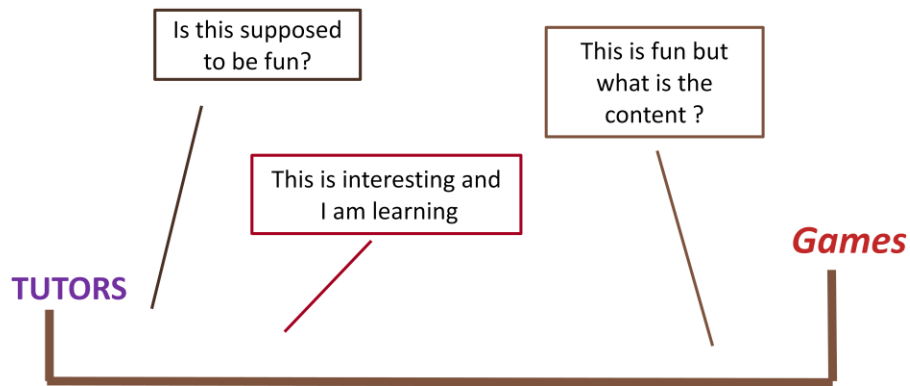 Is this supposed
to be fun?
This is fun but
what is the
content ?
This is interesting and
I am learning
Games
TUTORS